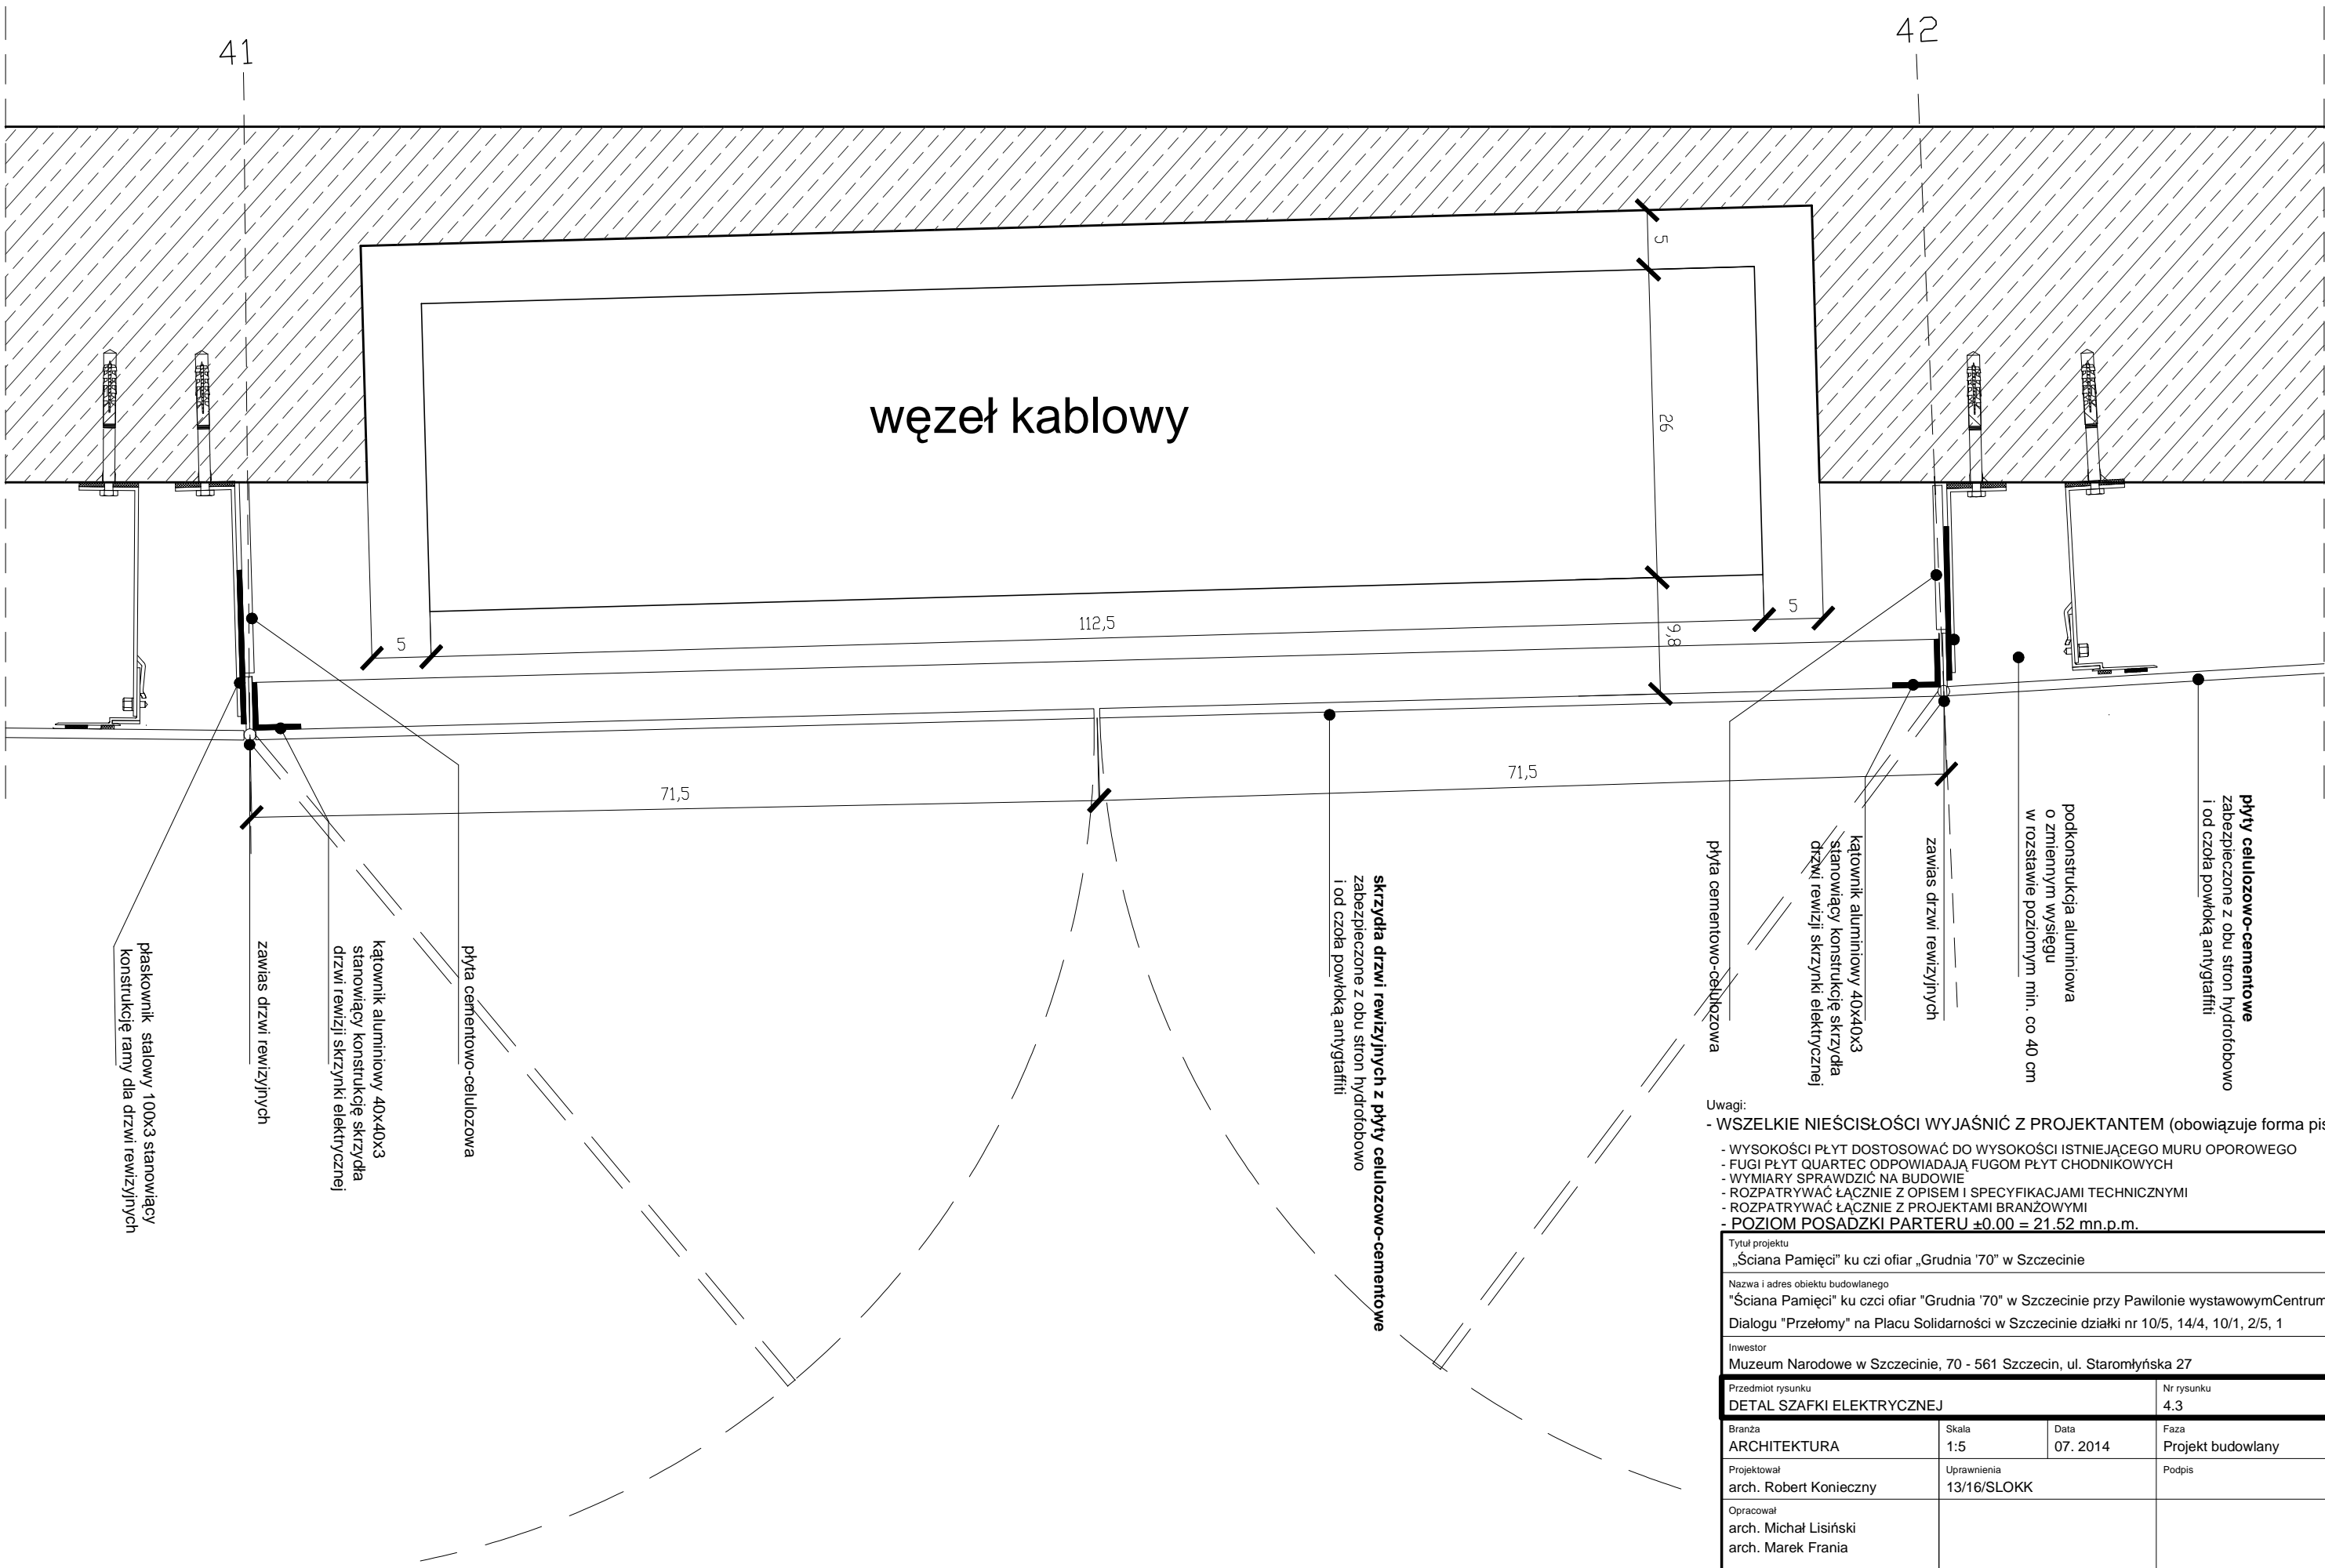 41
42
węzeł kablowy
5
26
9,8
5
112,5
5
71,5
71,5
płaskownik stalowy 100x3 stanowiący
konstrukcję ramy dla drzwi rewizyjnych
zawias drzwi rewizyjnych
kątownik aluminiowy 40x40x3
stanowiący konstrukcję skrzydła
drzwi rewizji skrzynki elektrycznej
płyta cementowo-celulozowa
skrzydła drzwi rewizyjnych z płyty celulozowo-cementowe
zabezpieczone z obu stron hydrofobowo
i od czoła powłoką antygtaffiti
płyta cementowo-celulozowa
kątownik aluminiowy 40x40x3
stanowiący konstrukcję skrzydła
drzwi rewizji skrzynki elektrycznej
zawias drzwi rewizyjnych
podkonstrukcja aluminiowa
o zmiennym wysięgu
w rozstawie poziomym min. co 40 cm
płyty celulozowo-cementowe
zabezpieczone z obu stron hydrofobowo
i od czoła powłoką antygtaffiti
Uwagi:
- WSZELKIE NIEŚCISŁOŚCI WYJAŚNIĆ Z PROJEKTANTEM (obowiązuje forma pis
- WYSOKOŚCI PŁYT DOSTOSOWAĆ DO WYSOKOŚCI ISTNIEJĄCEGO MURU OPOROWEGO
- FUGI PŁYT QUARTEC ODPOWIADAJĄ FUGOM PŁYT CHODNIKOWYCH
- WYMIARY SPRAWDZIĆ NA BUDOWIE
- ROZPATRYWAĆ ŁĄCZNIE Z OPISEM I SPECYFIKACJAMI TECHNICZNYMI
- ROZPATRYWAĆ ŁĄCZNIE Z PROJEKTAMI BRANŻOWYMI
- POZIOM POSADZKI PARTERU ±0.00 = 21.52 mn.p.m.
Tytuł projektu
„Ściana Pamięci” ku czi ofiar „Grudnia '70” w Szczecinie
Nazwa i adres obiektu budowlanego
"Ściana Pamięci" ku czci ofiar "Grudnia '70" w Szczecinie przy Pawilonie wystawowymCentrum
Dialogu "Przełomy" na Placu Solidarności w Szczecinie działki nr 10/5, 14/4, 10/1, 2/5, 1
Inwestor
Muzeum Narodowe w Szczecinie, 70 - 561 Szczecin, ul. Staromłyńska 27
Przedmiot rysunku
DETAL SZAFKI ELEKTRYCZNEJ
Nr rysunku
4.3
Branża
ARCHITEKTURA
Skala
1:5
Data
07. 2014
Faza
Projekt budowlany
Projektował
arch. Robert Konieczny
Uprawnienia
13/16/SLOKK
Podpis
Opracował
arch. Michał Lisiński
arch. Marek Frania